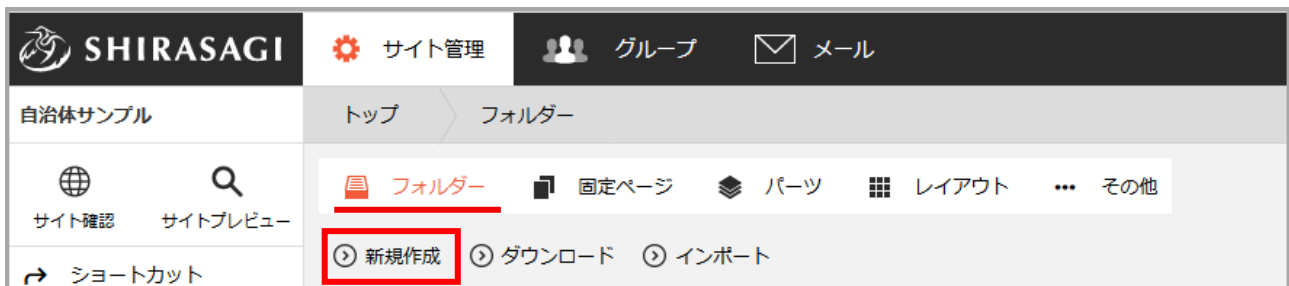 SHIRASAGI サイト管理 グループ メール
自治体サンプル トップ フォルダー
フォルダー 固定ページ パーツ レイアウト ••• その他
サイト確認 サイトプレビュー
新規作成 ダウンロード インポート
ショートカット